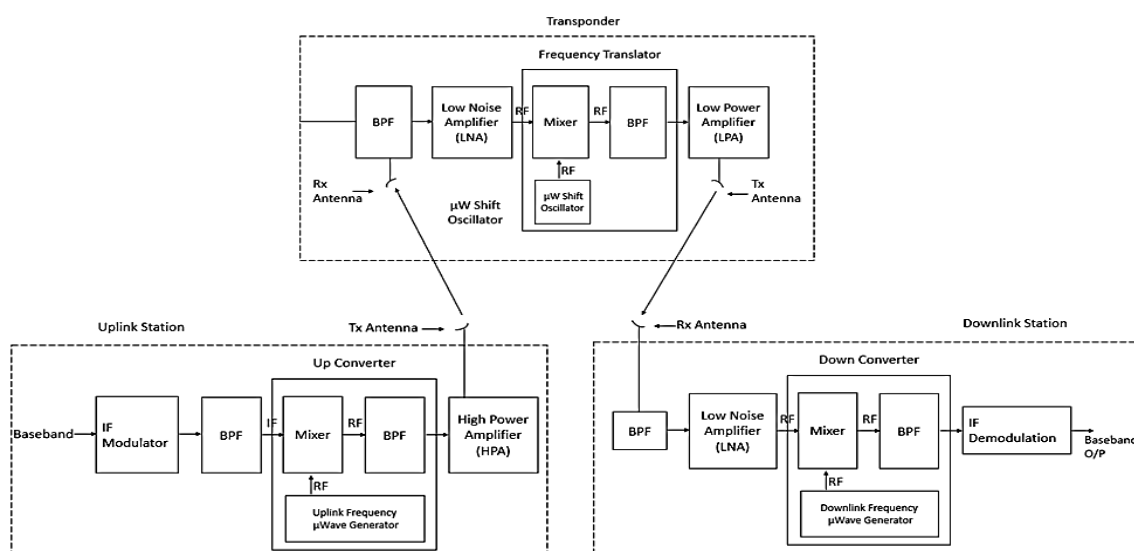 Transponder
Frequency Translator
BPF
Low Noise
Amplifier
(LNA)
RF
Mixer
RF
BPF
Low Power
Amplifier
(LPA)
RF
µW Shift
Oscillator
Rx
Antenna
µW Shift
Oscillator
Tx
Antenna
Uplink Station
Tx Antenna
Rx Antenna
Downlink Station
Up Converter
Baseband
IF
Modulator
BPF
IF
Mixer
RF
BPF
High Power
Amplifier
(HPA)
RF
Uplink Frequency
µWave Generator
Down Converter
BPF
Low Noise
Amplifier
(LNA)
RF
Mixer
RF
BPF
IF
Demodulation
Baseband
O/P
RF
Downlink Frequency
µWave Generator